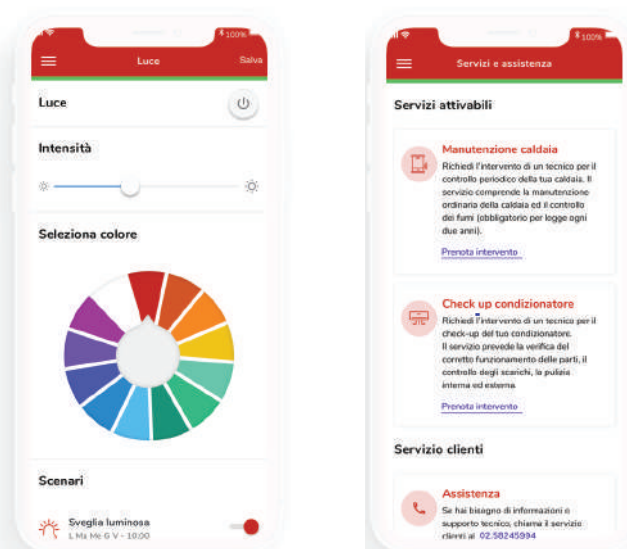 100%
Luce
Salva
Luce
Intensità
Seleziona colore
Scenari
Sveglia luminosa
L Ma Me G V - 10:00
100%
Servizi e assistenza
Servizi attivabili
Manutenzione caldaia
Richiedi l'intervento di un tecnico per il
controllo periodico della tua caldaia. Il
servizio comprende la manutenzione
ordinaria della caldaia ed il controllo
dei fumi (obbligatorio per legge ogni
due anni).
Prenota intervento
Check up condizionatore
Richiedi l'intervento di un tecnico per il
check-up del tuo condizionatore.
Il servizio prevede la verifica del
corretto funzionamento delle parti, il
controllo degli scarichi, la pulizia
interna ed esterna
Prenota intervento
Servizio clienti
Assistenza
Se hai bisogno di informazioni o
supporto tecnico, chiama il servizio
clienti al 02.58245994